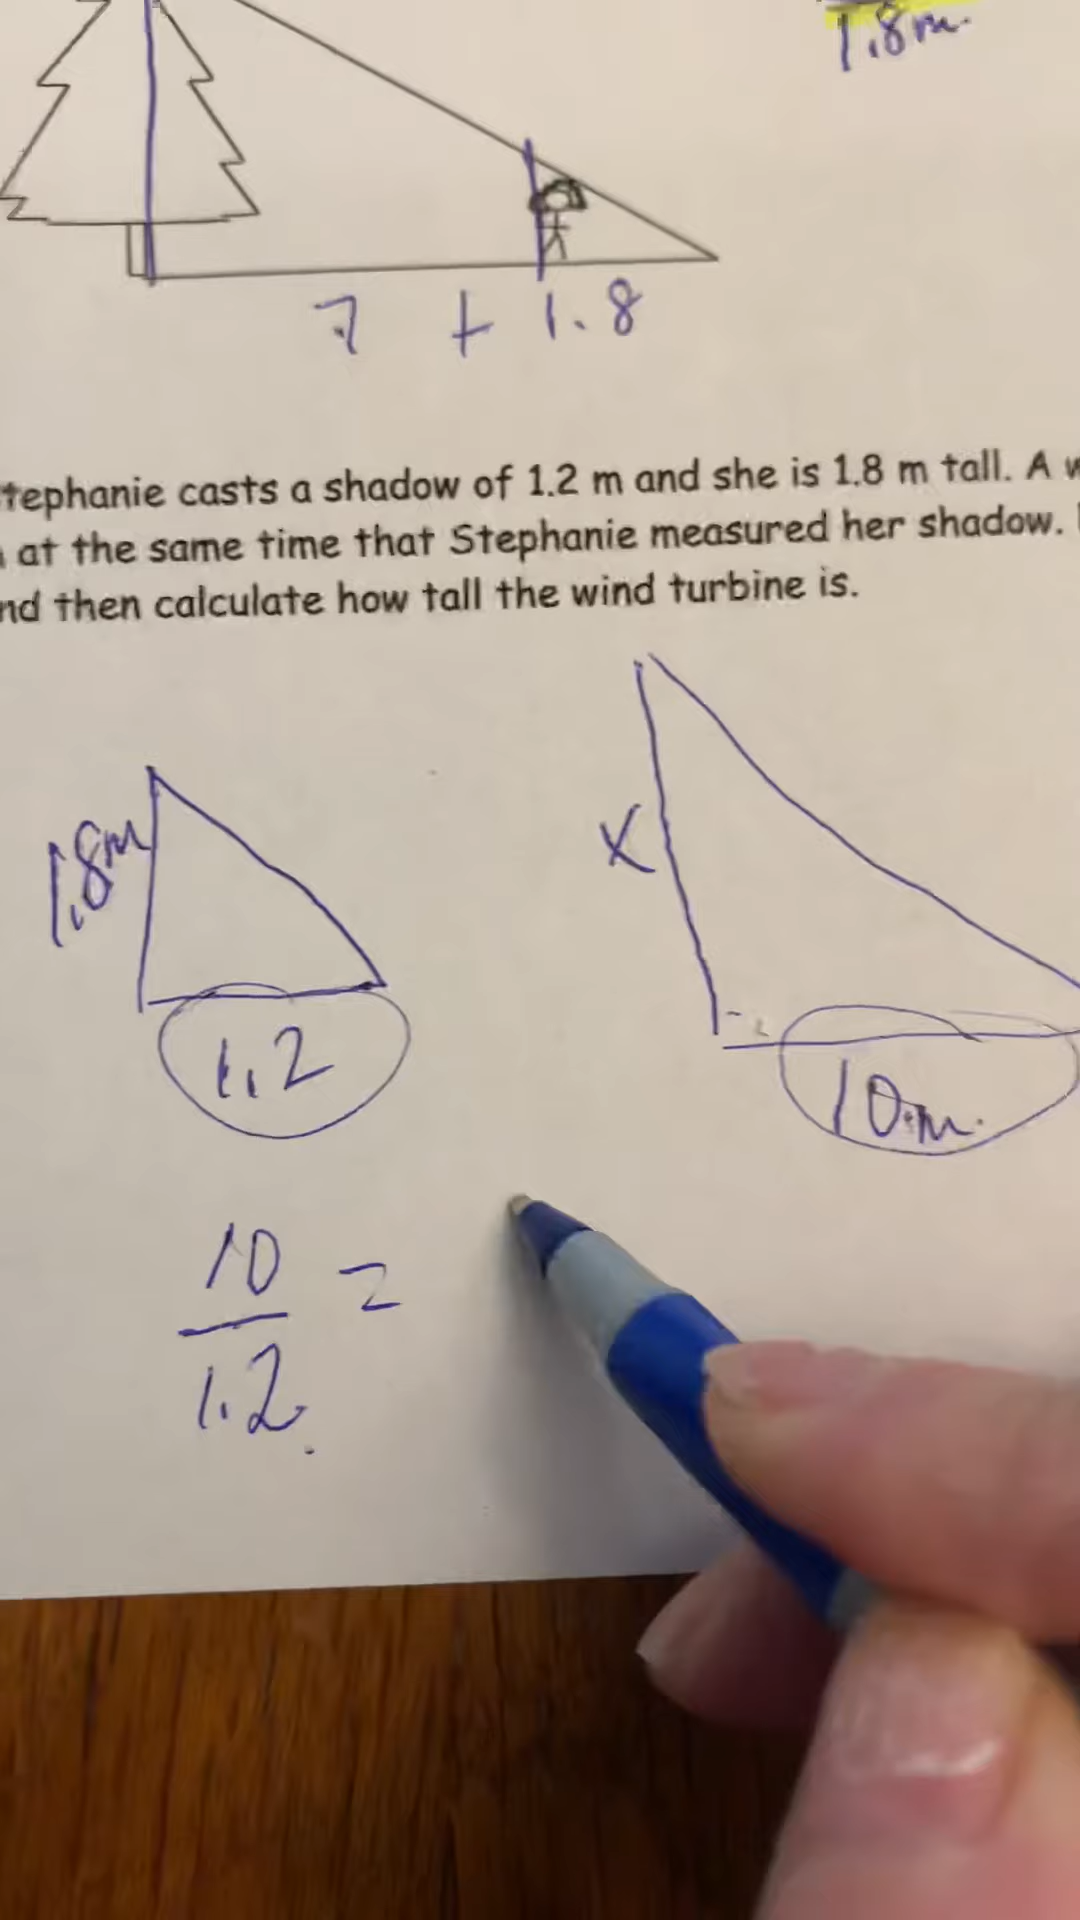 1.8m.
7 + 1.8
tephanie casts a shadow of 1.2 m and she is 1.8 m tall. A
at the same time that Stephanie measured her shadow.
nd then calculate how tall the wind turbine is.
1.8m
X
1.2
10m.
10
=
1.2